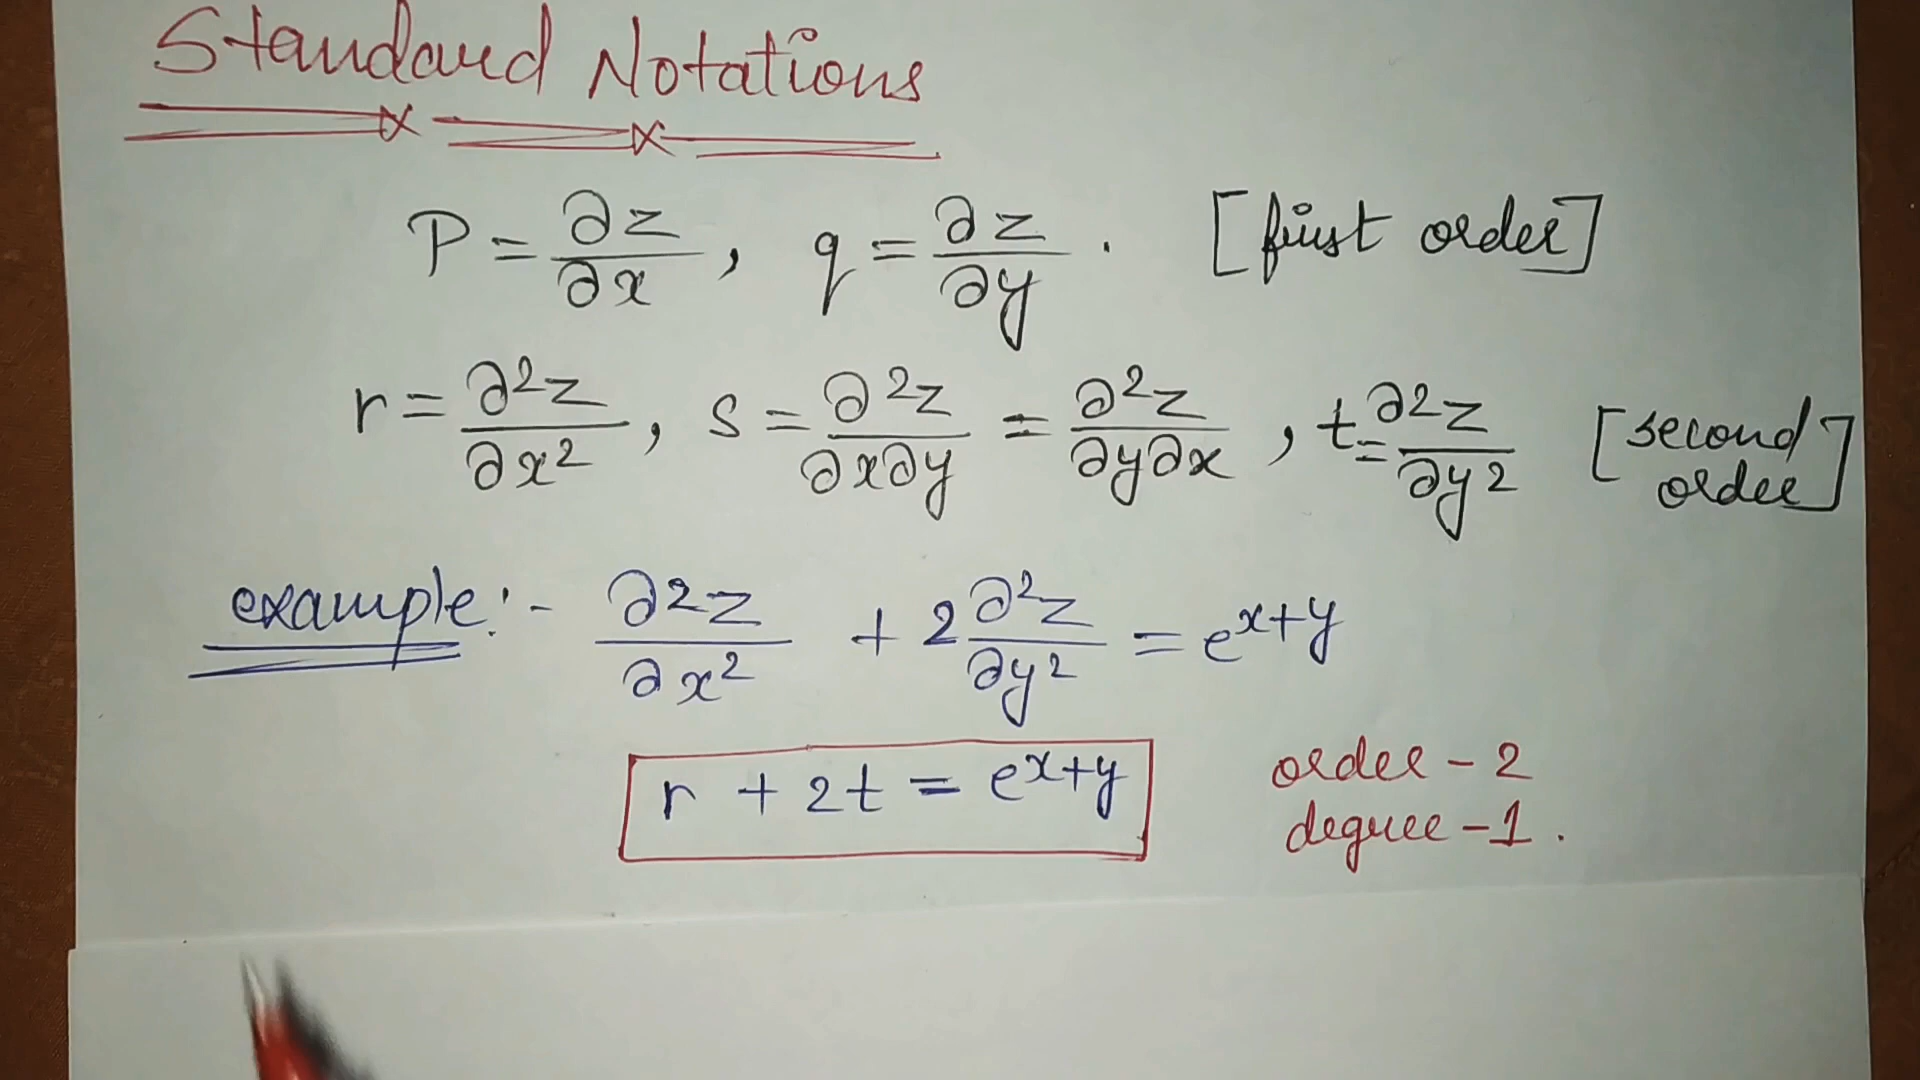 Standard Notations
P = ∂z/∂x , q = ∂z/∂y . [first order]
r = ∂²z/∂x² , s = ∂²z/∂x∂y = ∂²z/∂y∂x , t = ∂²z/∂y² [second order]
example :- ∂²z/∂x² + 2 ∂²z/∂y² = e^{x+y}
r + 2t = e^{x+y} order - 2
degree - 1 .